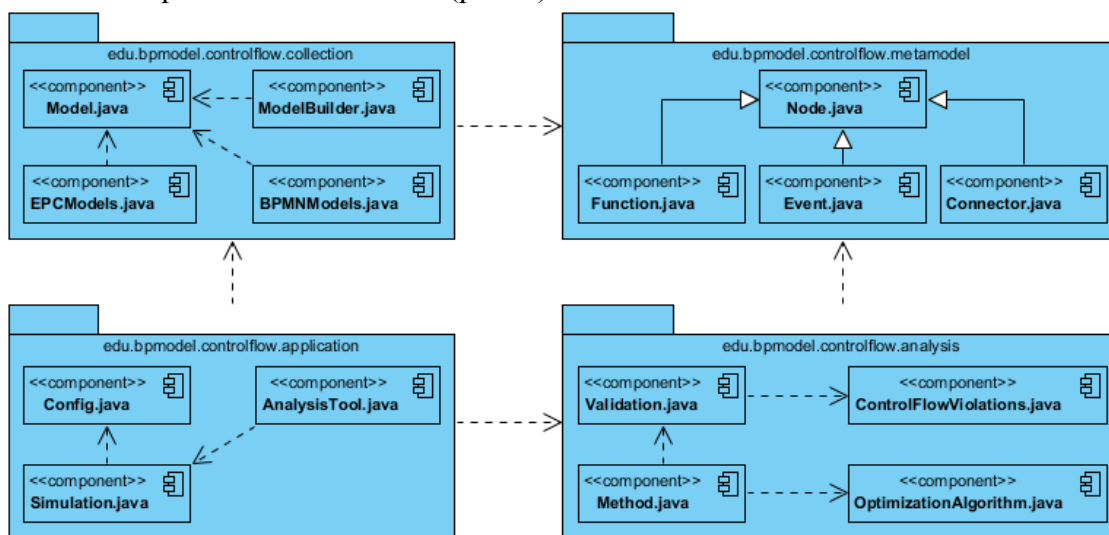 edu.bpmodel.controlflow.collection
<<component>>
Model.java
<<component>>
ModelBuilder.java
<<component>>
EPCModels.java
<<component>>
BPMNModels.java
edu.bpmodel.controlflow.metamodel
<<component>>
Node.java
<<component>>
Function.java
<<component>>
Event.java
<<component>>
Connector.java
edu.bpmodel.controlflow.application
<<component>>
Config.java
<<component>>
AnalysisTool.java
<<component>>
Simulation.java
edu.bpmodel.controlflow.analysis
<<component>>
Validation.java
<<component>>
ControlFlowViolations.java
<<component>>
Method.java
<<component>>
OptimizationAlgorithm.java